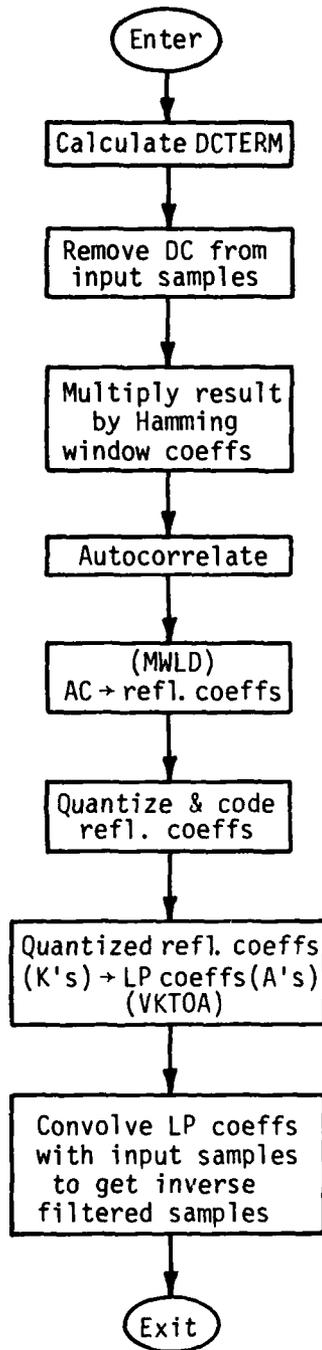 Enter
Calculate DCTERM
Remove DC from
input samples
Multiply result
by Hamming
window coeffs
Autocorrelate
(MWLD)
AC → refl. coeffs
Quantize & code
refl. coeffs
Quantized refl. coeffs
(K's) → LP coeffs(A's)
(VKTOA)
Convolve LP coeffs
with input samples
to get inverse
filtered samples
Exit